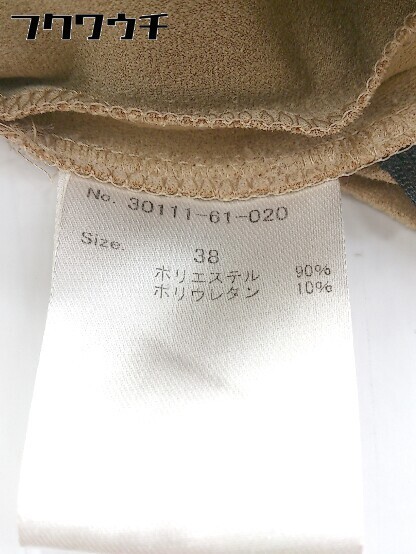 フクワウチ
No. 30111-61-020
Size. 38
ポリエステル 90%
ポリウレタン 10%